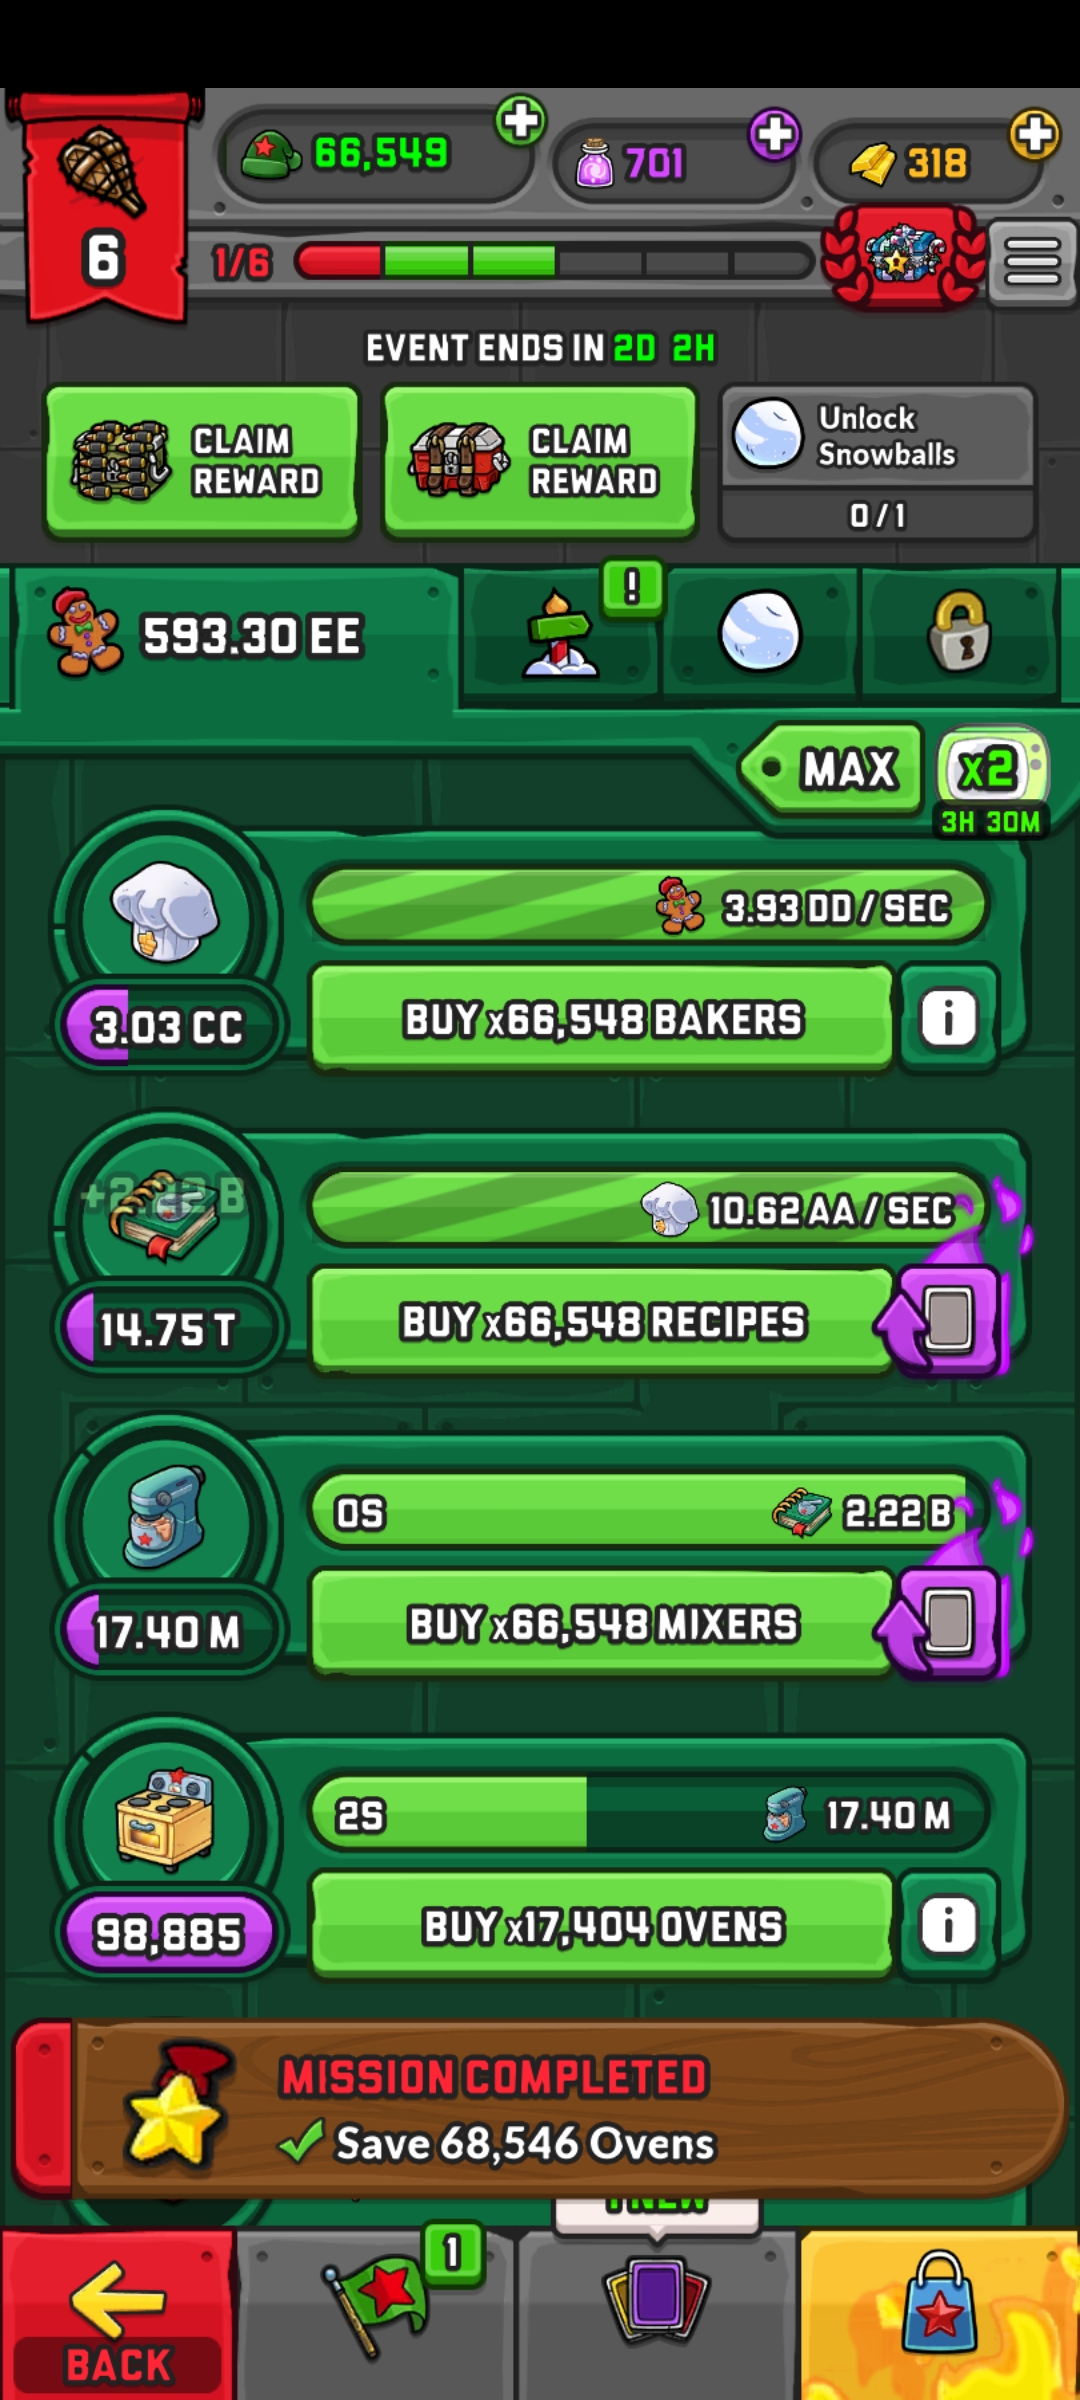 66,549
701
318
6
1/6
EVENT ENDS IN 2D 2H
CLAIM REWARD
CLAIM REWARD
Unlock Snowballs
0 / 1
593.30 EE
!
MAX
x2
3H 30M
3.93 DD / SEC
3.03 CC
BUY x66,548 BAKERS
i
10.62 AA / SEC
14.75 T
BUY x66,548 RECIPES
0S
2.22 B
17.40 M
BUY x66,548 MIXERS
2S
17.40 M
98,885
BUY x17,404 OVENS
i
MISSION COMPLETED
Save 68,546 Ovens
1
BACK